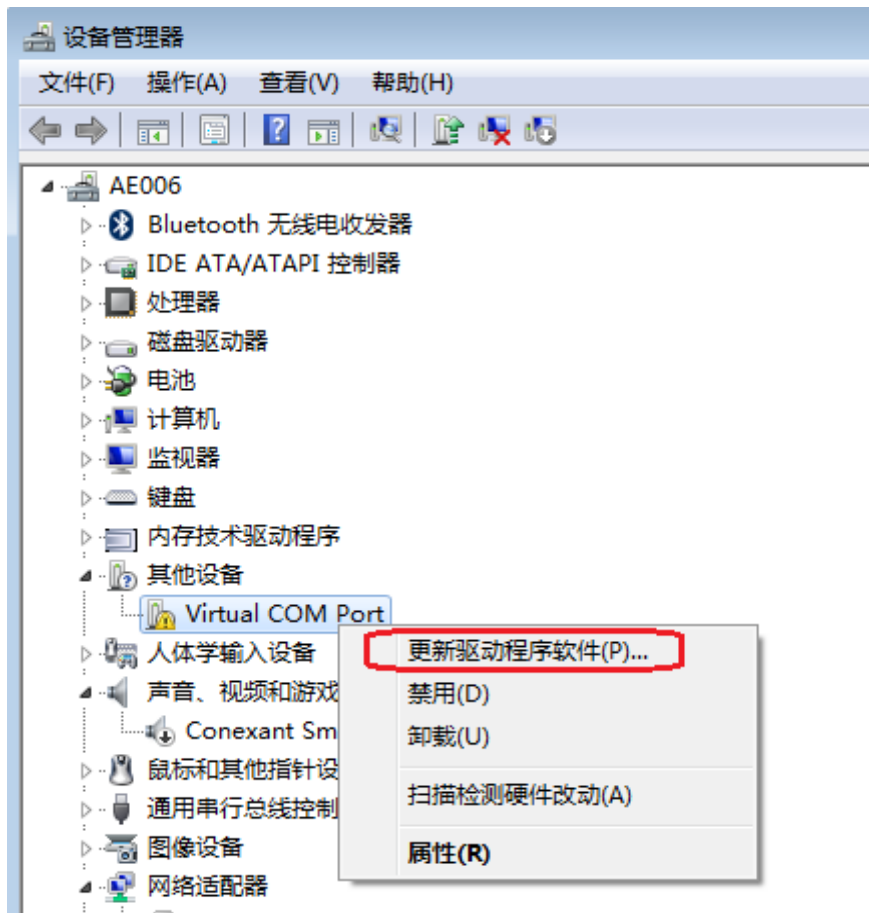 设备管理器
文件(F) 操作(A) 查看(V) 帮助(H)
AE006
Bluetooth 无线电收发器
IDE ATA/ATAPI 控制器
处理器
磁盘驱动器
电池
计算机
监视器
键盘
内存技术驱动程序
其他设备
Virtual COM Port
人体学输入设备
更新驱动程序软件(P)...
声音、视频和游戏
禁用(D)
Conexant Sm
卸载(U)
鼠标和其他指针设
扫描检测硬件改动(A)
通用串行总线控制
图像设备
属性(R)
网络适配器